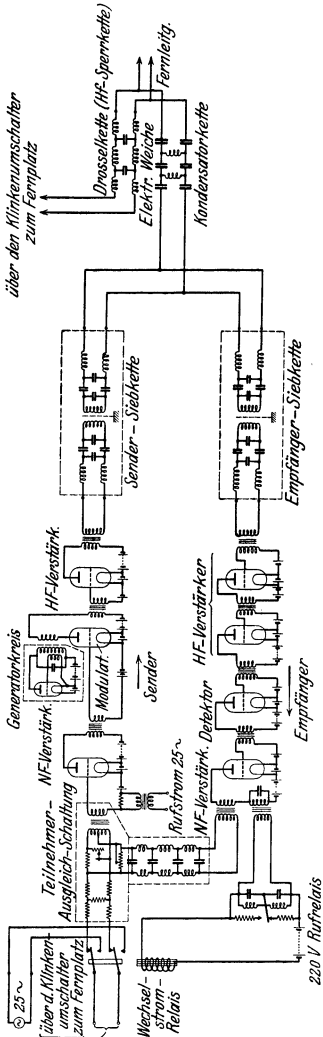 über den Klinkenumschalter
zum Fernplatz
Drosselkette (Hf-Sperrkette)
Fernleitg.
Elektr. Weiche
Kondensatorkette
Sender-Siebkette
Empfänger-Siebkette
HF-Verstärk.
Generatorkreis
Modulat.
Sender
NF-Verstärk.
Teilnehmer-
Ausgleich-Schaltung
Rufstrom 25~
HF-Verstärker
Detektor
NF-Verstärk.
Empfänger
25~
über d. Klinken-
umschalter
zum Fernplatz
Wechsel-
strom-
Relais
220 V Rufrelais